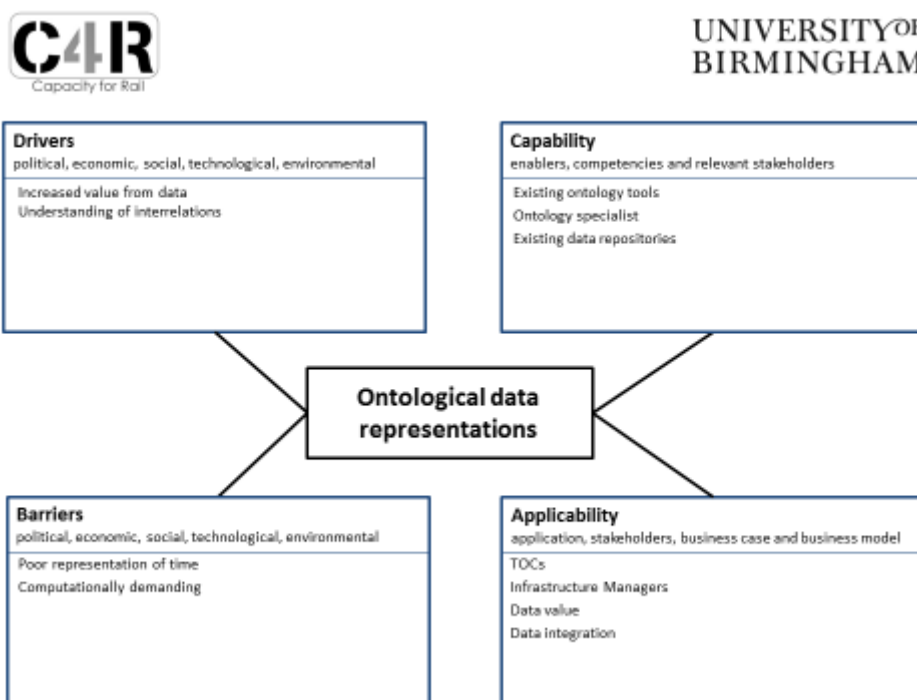 C4R
Capacity for Rail
UNIVERSITY OF
BIRMINGHAM
Drivers
political, economic, social, technological, environmental
Increased value from data
Understanding of interrelations
Capability
enablers, competencies and relevant stakeholders
Existing ontology tools
Ontology specialist
Existing data repositories
Ontological data
representations
Barriers
political, economic, social, technological, environmental
Poor representation of time
Computationally demanding
Applicability
application, stakeholders, business case and business model
TOCs
Infrastructure Managers
Data value
Data integration